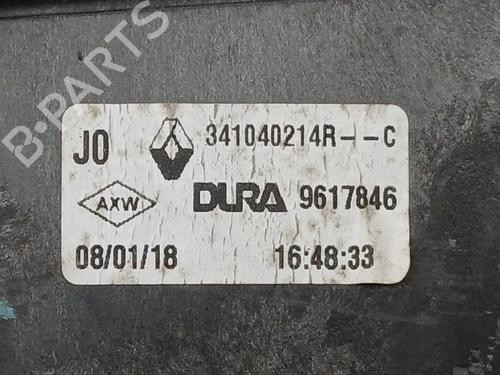 B-PARTS
J0 341040214R--C
AXW DURA 9617846
08/01/18 16:48:33